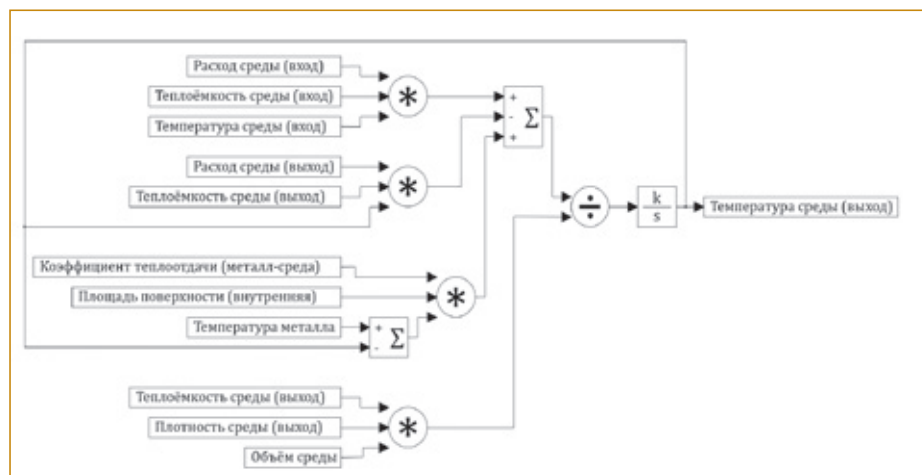 Расход среды (вход)
Теплоёмкость среды (вход)
Температура среды (вход)
Расход среды (выход)
Теплоёмкость среды (выход)
Коэффициент теплоотдачи (металл-среда)
Площадь поверхности (внутренняя)
Температура металла
Теплоёмкость среды (выход)
Плотность среды (выход)
Объём среды
*
*
*
*
+
-
+
Σ
+
-
Σ
÷
k
s
Температура среды (выход)